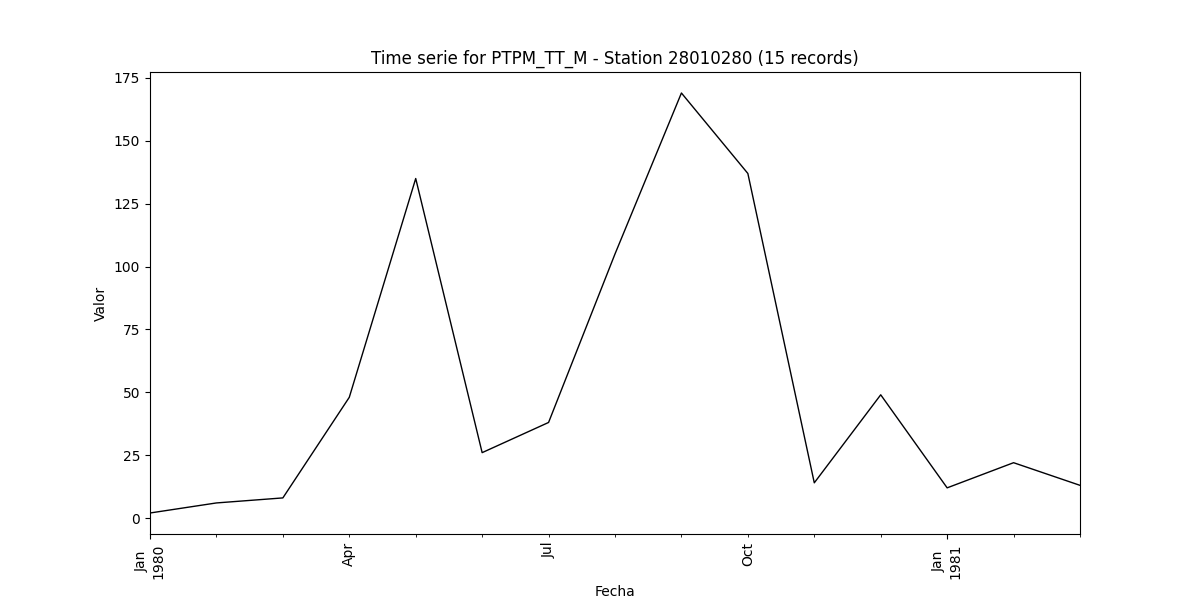 Time serie for PTPM_TT_M - Station 28010280 (15 records)
175
150
125
100
75
50
25
0
Valor
Jan
1980
Apr
Jul
Oct
Jan
1981
Fecha